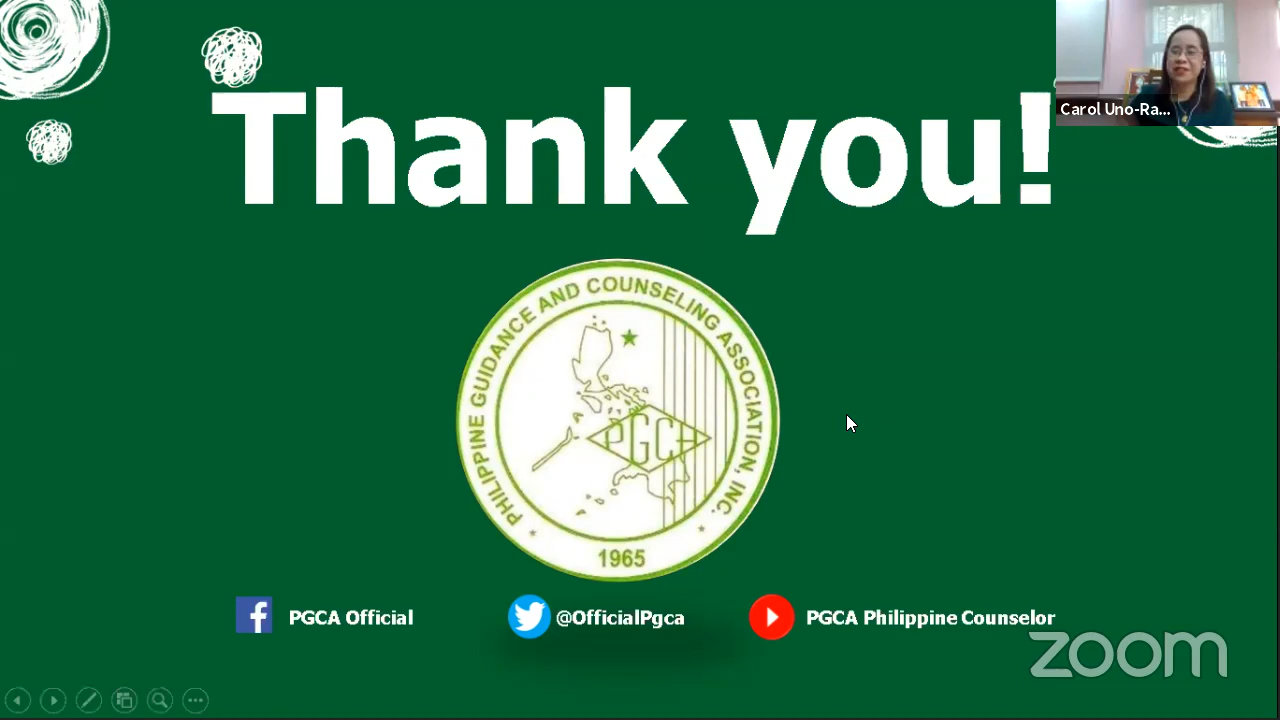 Thank you!
Carol Uno-Ra...
PHILIPPINE GUIDANCE AND COUNSELING ASSOCIATION, INC.
PGCA
1965
PGCA Official
@OfficialPgca
PGCA Philippine Counselor
zoom